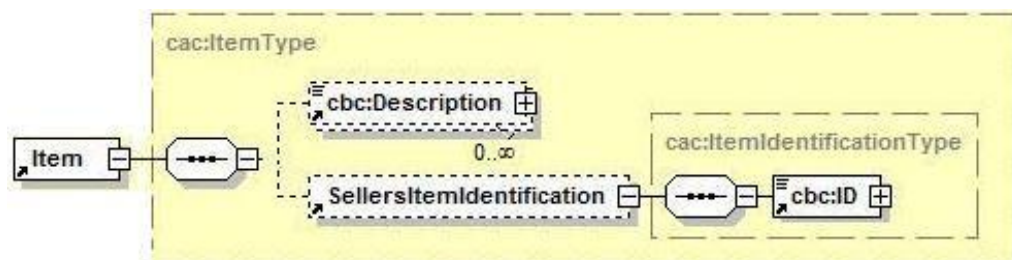 cac:ItemType
cbc:Description
0..∞
Item
cac:ItemIdentificationType
SellersItemIdentification
cbc:ID